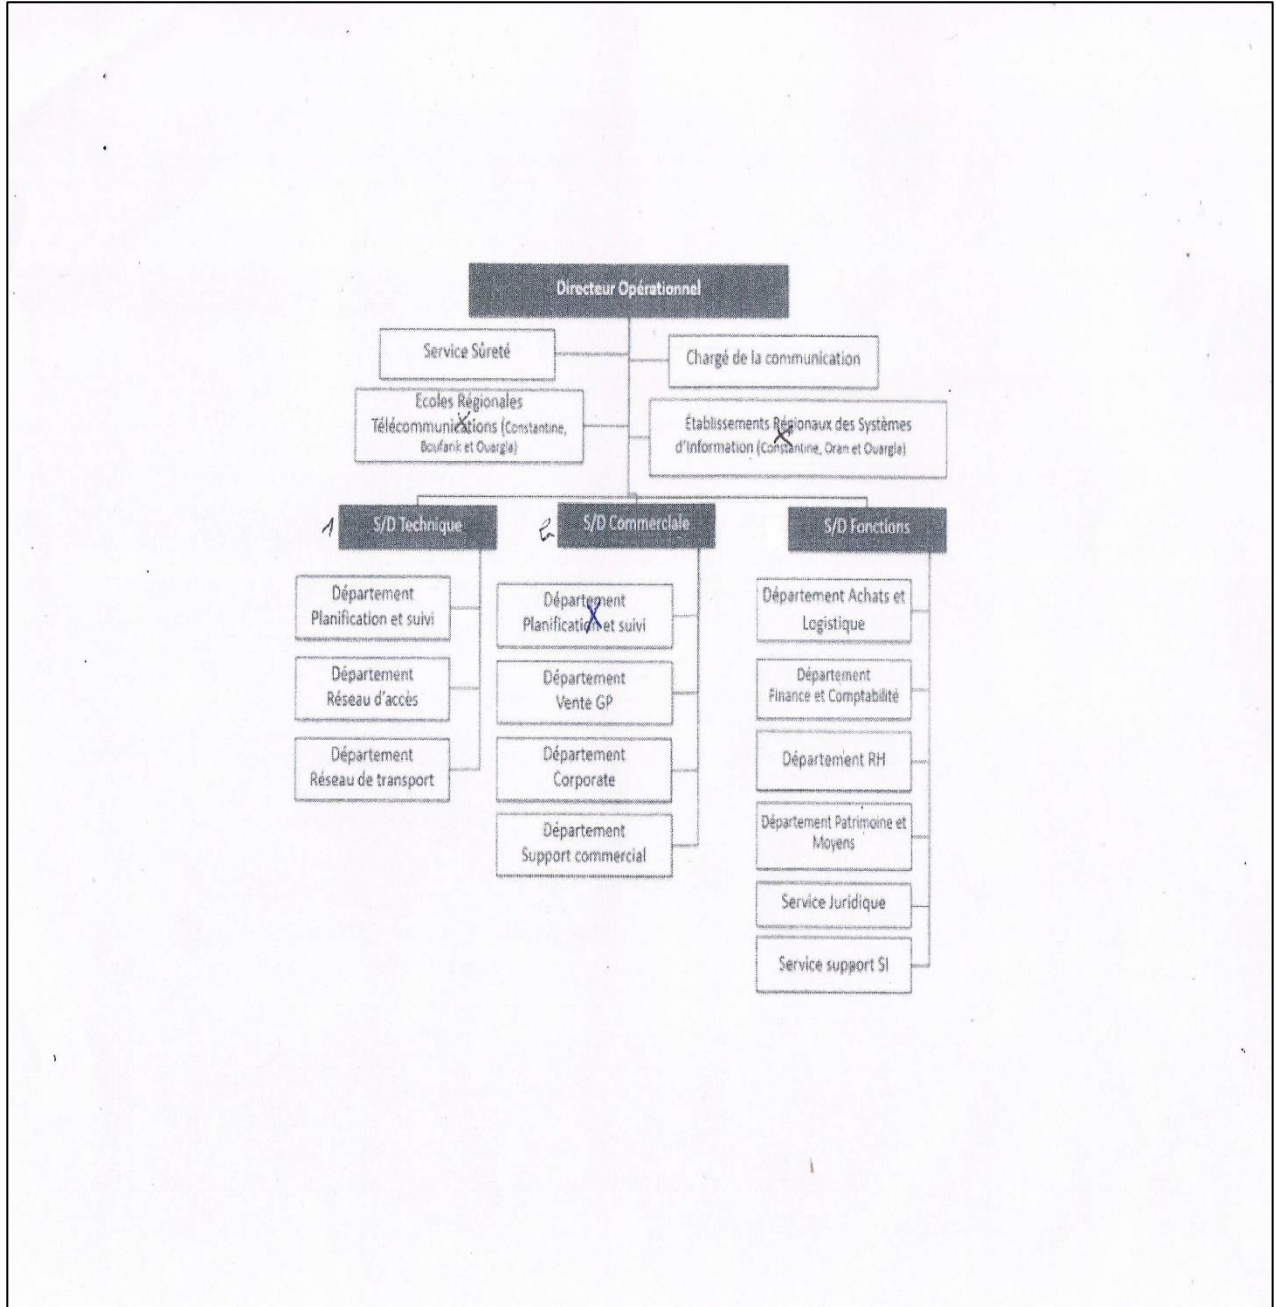 Directeur Opérationnel
Service Sûreté
Chargé de la communication
Ecoles Régionales
Télécommunications (Constantine,
Boufarik et Ouargla)
X
Établissements Régionaux des Systèmes
d'Information (Constantine, Oran et Ouargla)
X
1
S/D Technique
2
S/D Commerciale
S/D Fonctions
Département
Planification et suivi
Département
Réseau d'accès
Département
Réseau de transport
Département
Planification et suivi
X
Département
Vente GP
Département
Corporate
Département
Support commercial
Département Achats et
Logistique
Département
Finance et Comptabilité
Département RH
Département Patrimoine et
Moyens
Service Juridique
Service support SI